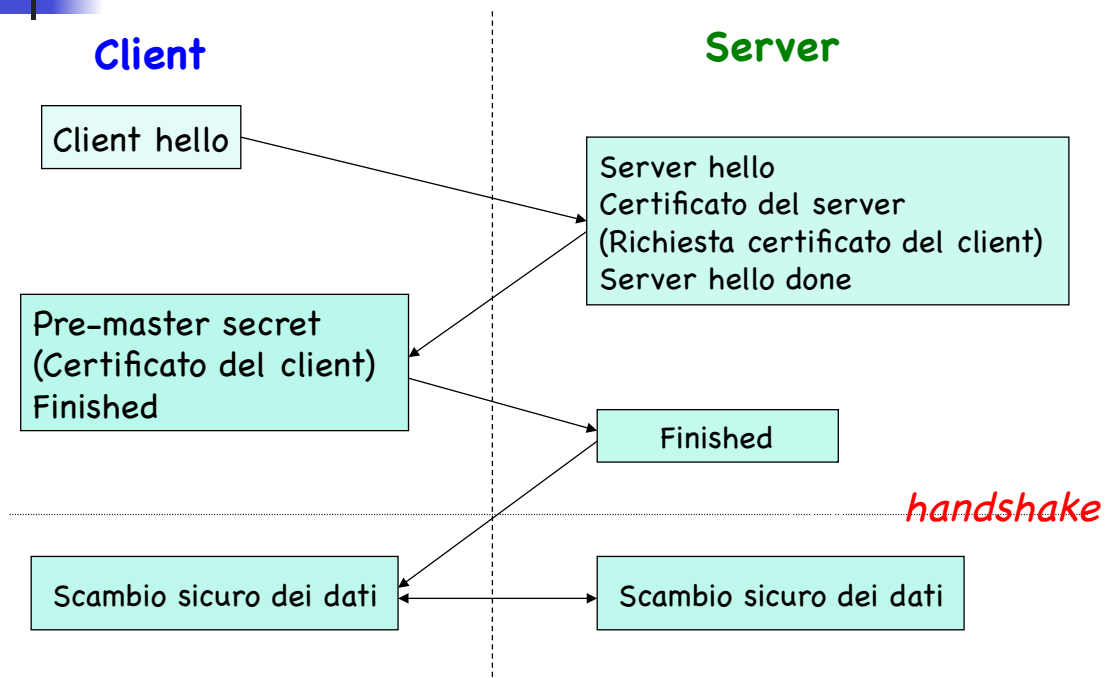 Client
Server
Client hello
Server hello
Certificato del server
(Richiesta certificato del client)
Server hello done
Pre-master secret
(Certificato del client)
Finished
Finished
handshake
Scambio sicuro dei dati
Scambio sicuro dei dati